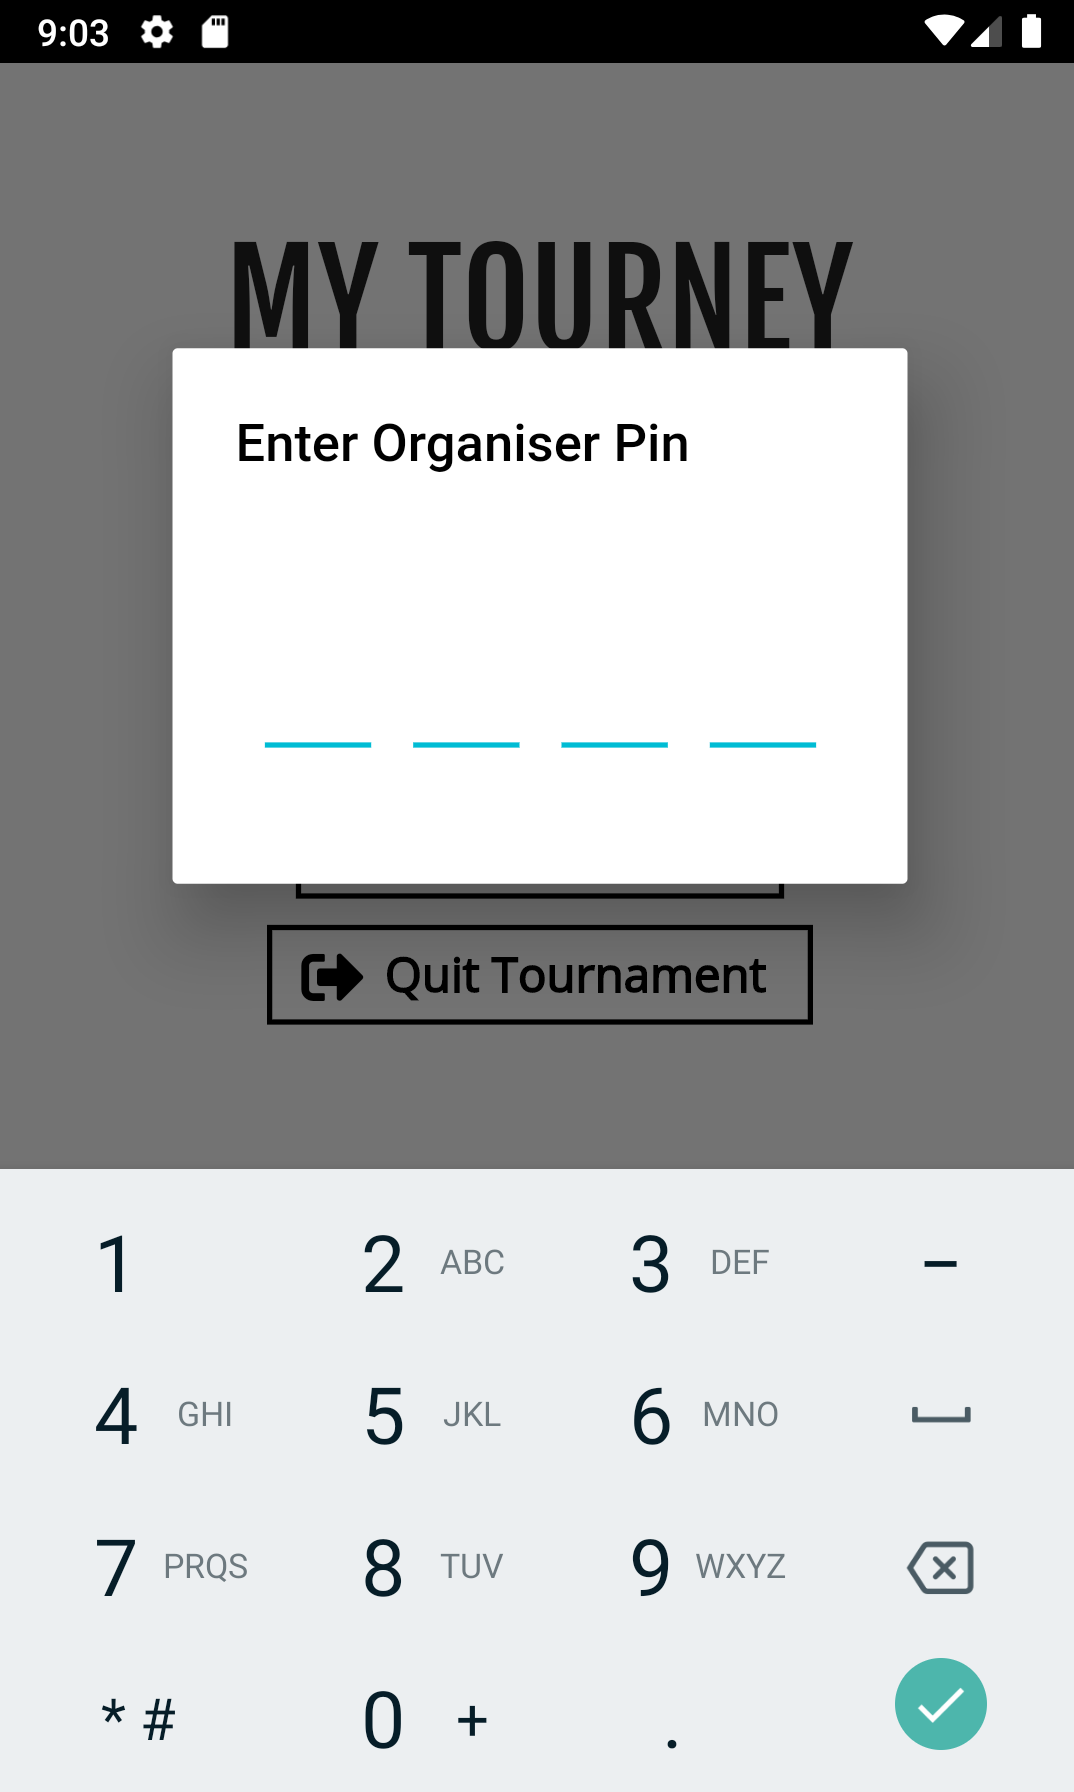 9:03
MY TOURNEY
Enter Organiser Pin
Quit Tournament
1 2 ABC 3 DEF –
4 GHI 5 JKL 6 MNO
7 PRQS 8 TUV 9 WXYZ
* # 0 + .